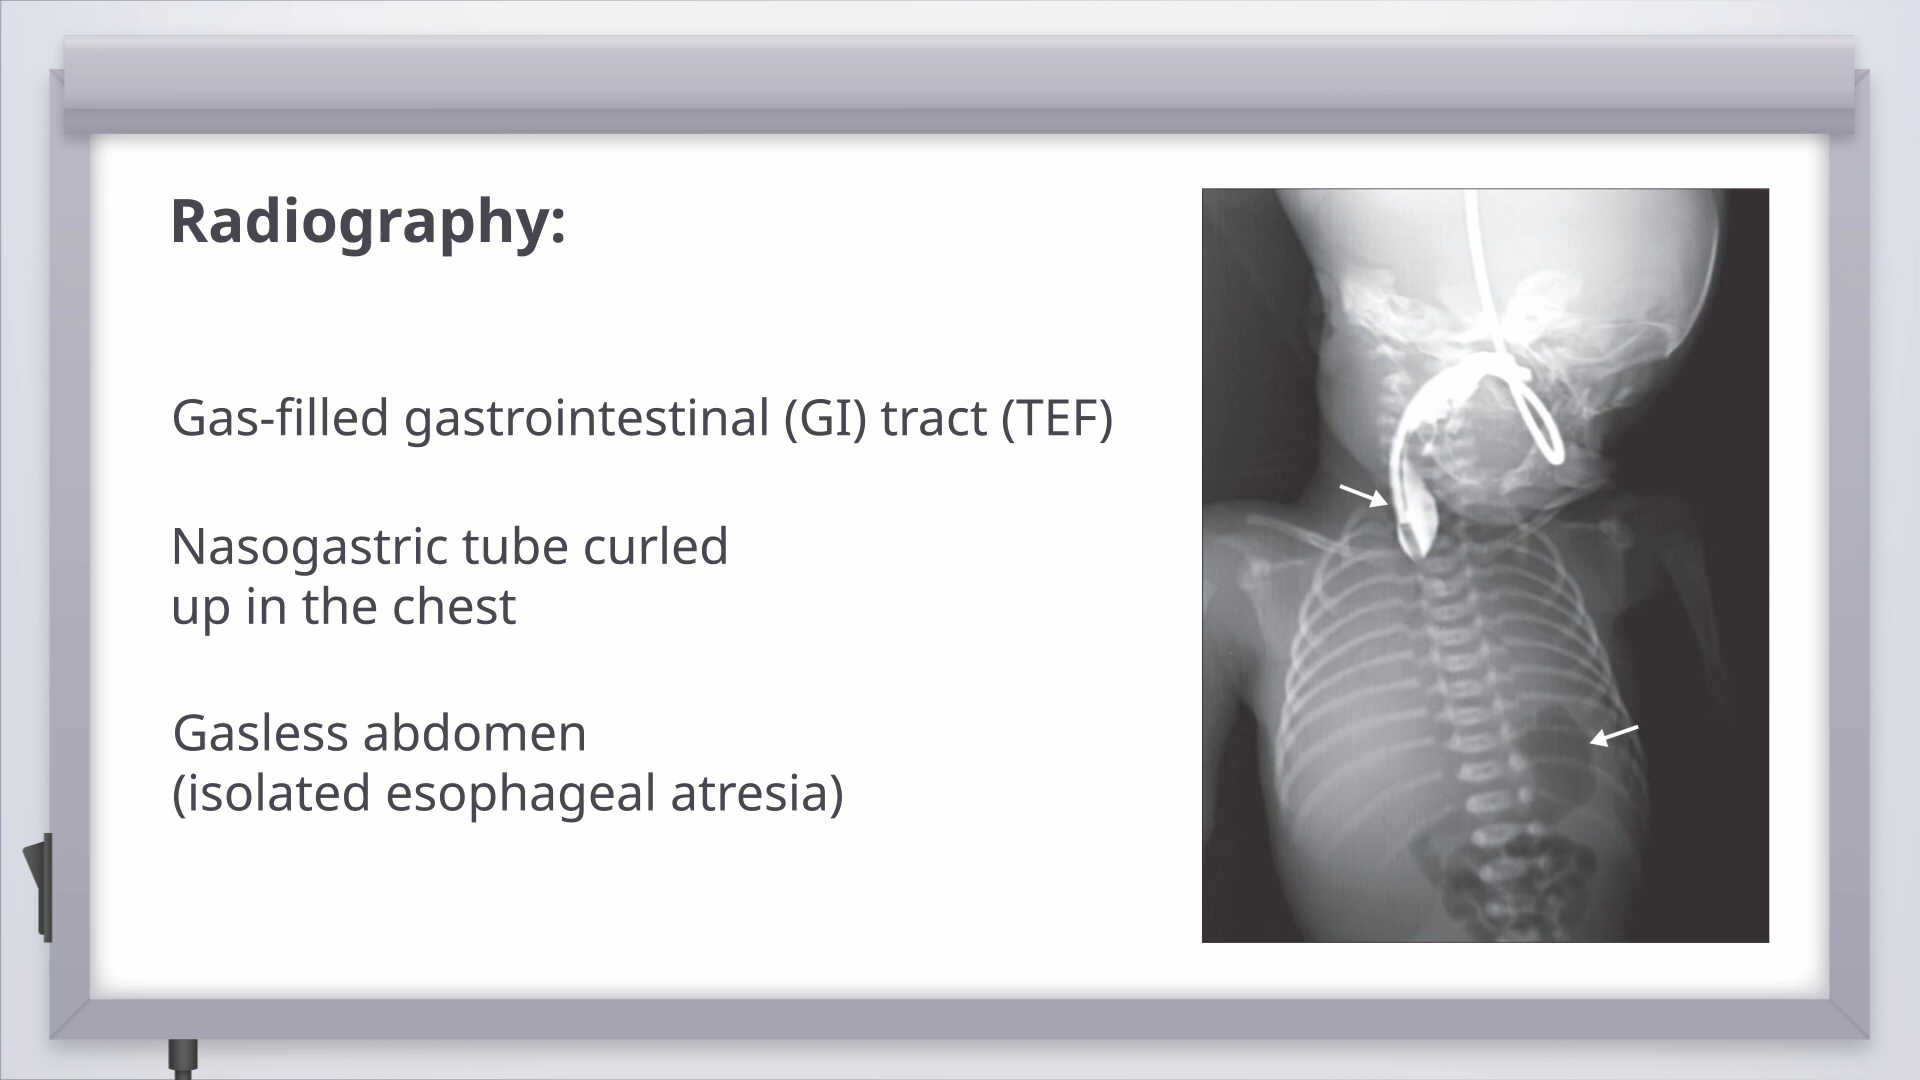 Radiography:
Gas-filled gastrointestinal (GI) tract (TEF)
Nasogastric tube curled
up in the chest
Gasless abdomen
(isolated esophageal atresia)